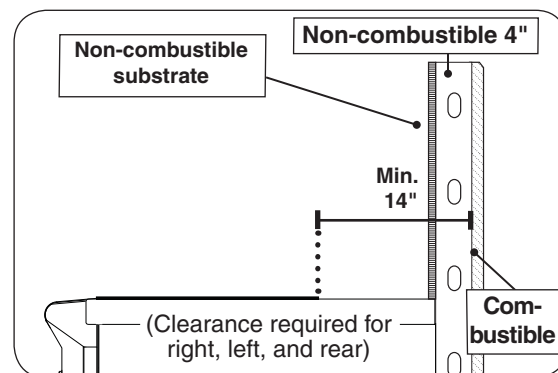 Non-combustible
substrate
Non-combustible 4"
Min.
14"
Com-
bustible
(Clearance required for
right, left, and rear)